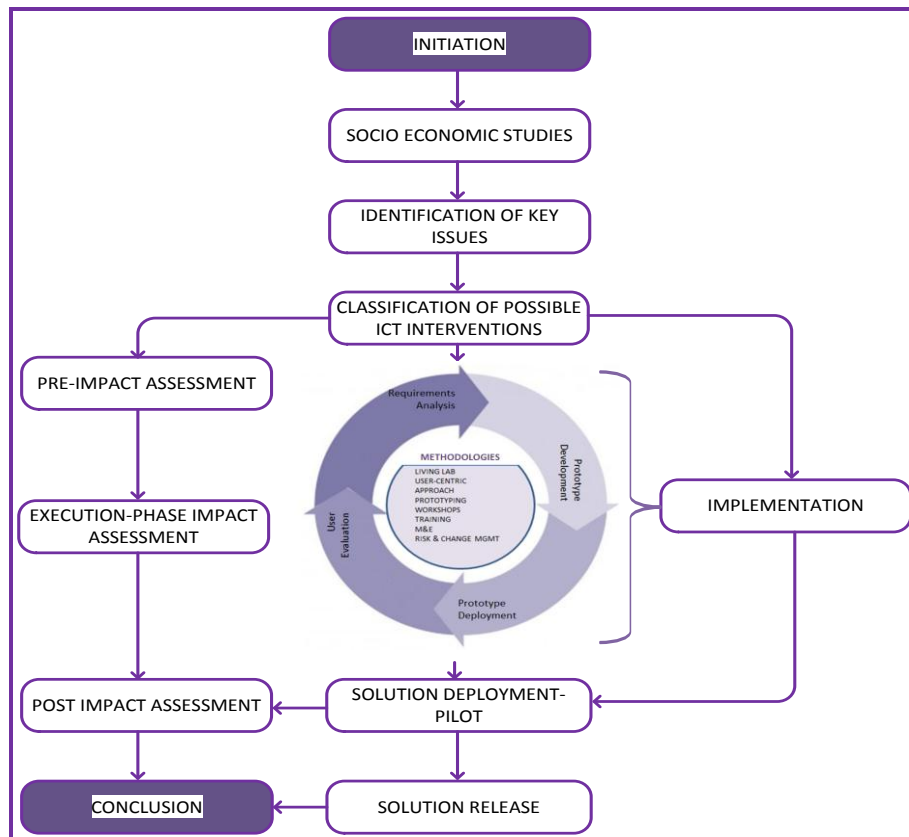 INITIATION
SOCIO ECONOMIC STUDIES
IDENTIFICATION OF KEY
ISSUES
CLASSIFICATION OF POSSIBLE
ICT INTERVENTIONS
PRE-IMPACT ASSESSMENT
Requirements
Analysis
Prototype
Development
METHODOLOGIES
LIVING LAB
USER-CENTRIC
APPROACH
PROTOTYPING
WORKSHOPS
TRAINING
M&E
RISK & CHANGE MGMT
User
Evaluation
Prototype
Deployment
EXECUTION-PHASE IMPACT
ASSESSMENT
IMPLEMENTATION
POST IMPACT ASSESSMENT
SOLUTION DEPLOYMENT-
PILOT
CONCLUSION
SOLUTION RELEASE